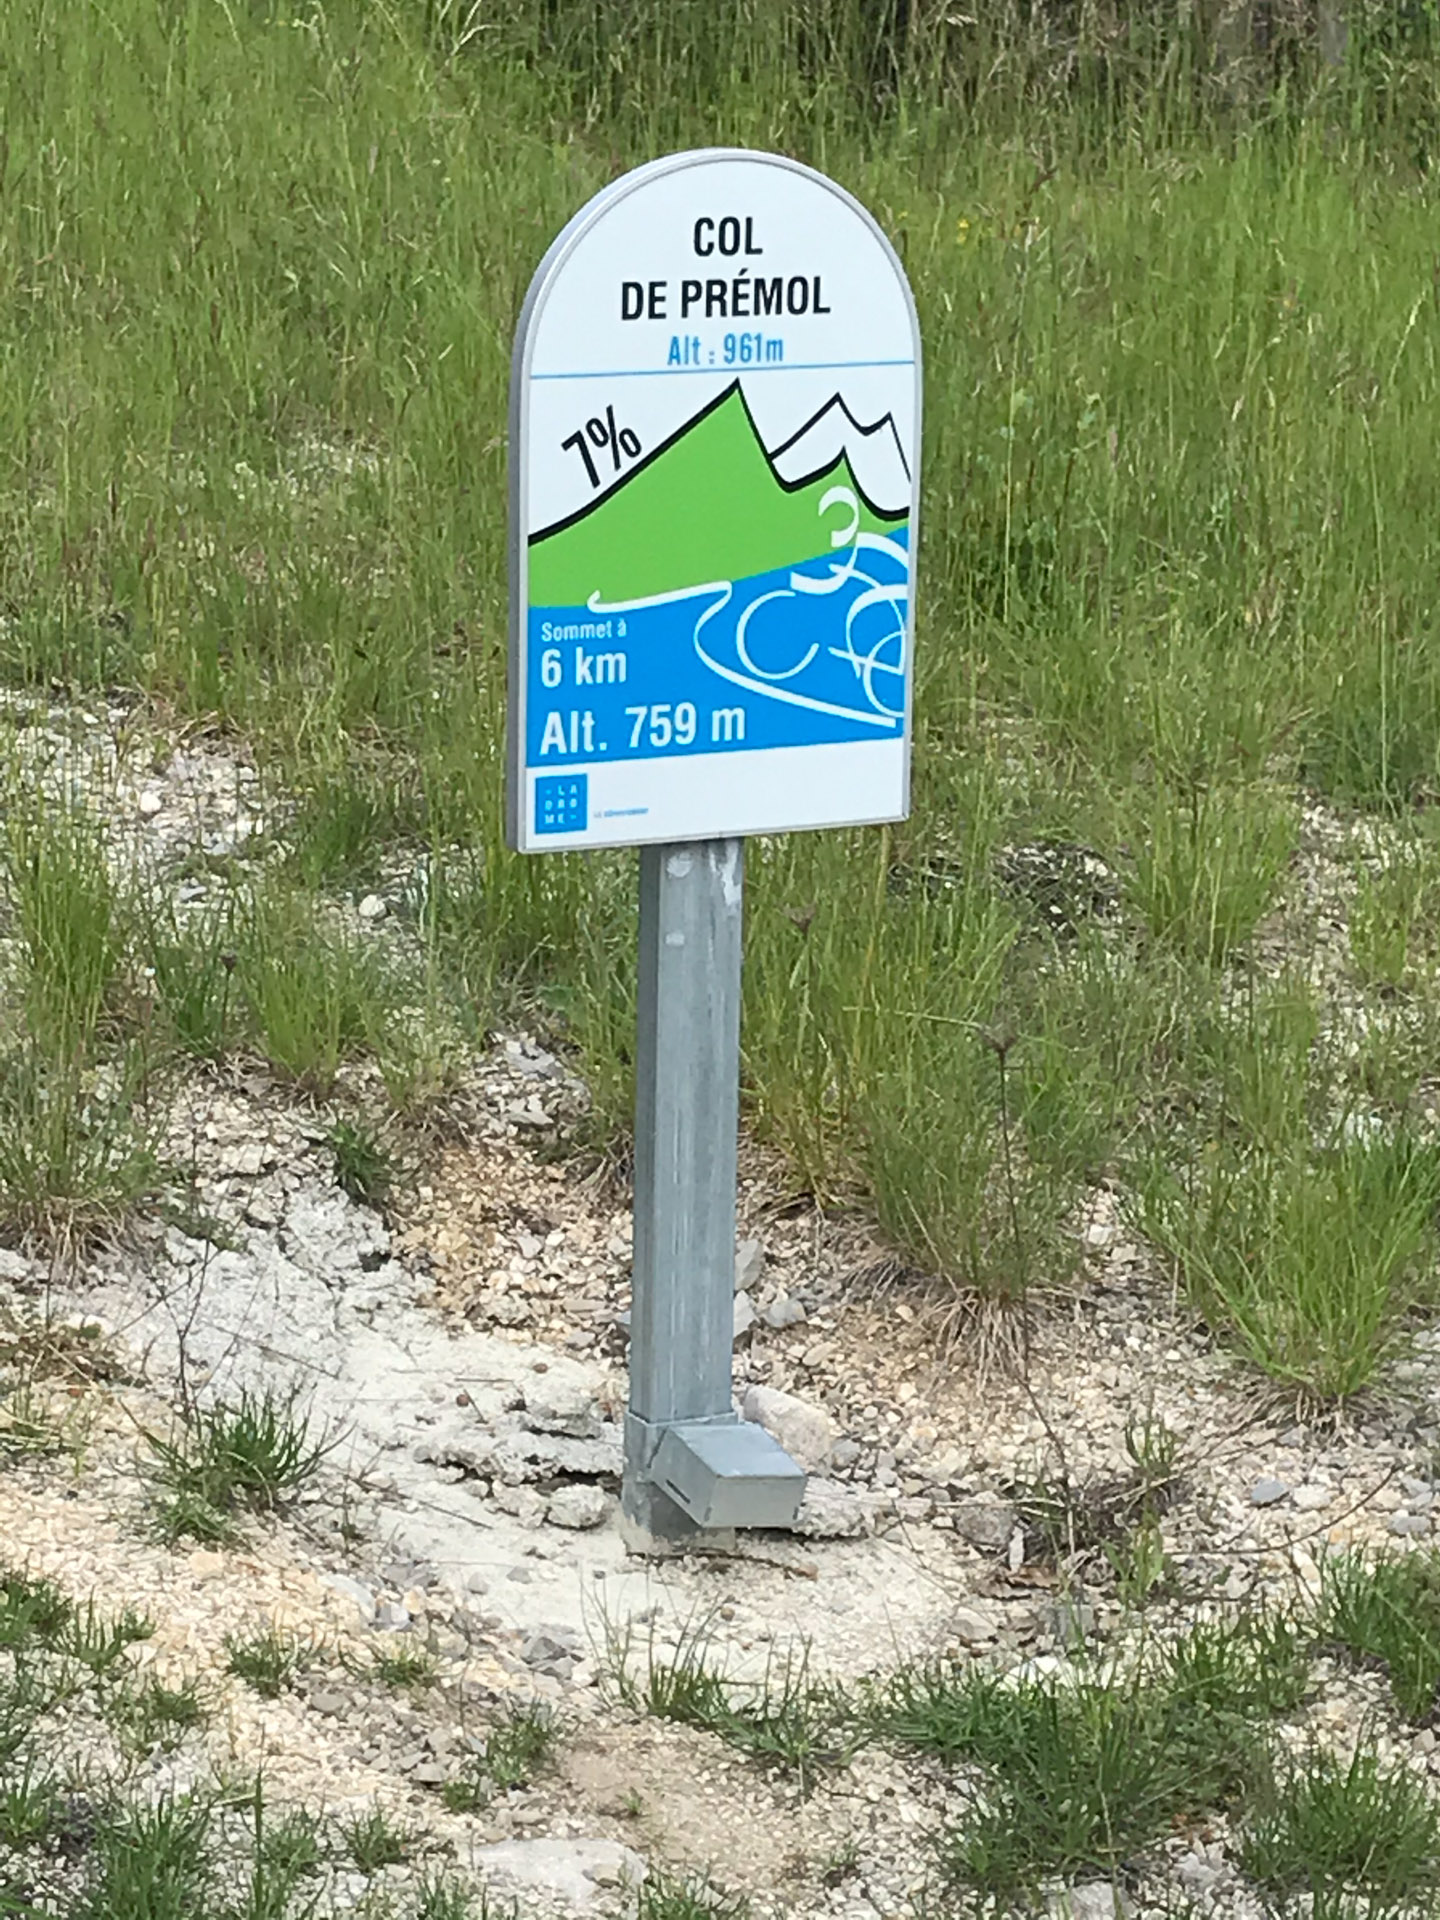 COL
DE PRÉMOL
Alt : 961m
7%
Sommet à
6 km
Alt. 759 m
- LA
DRÔ
ME -